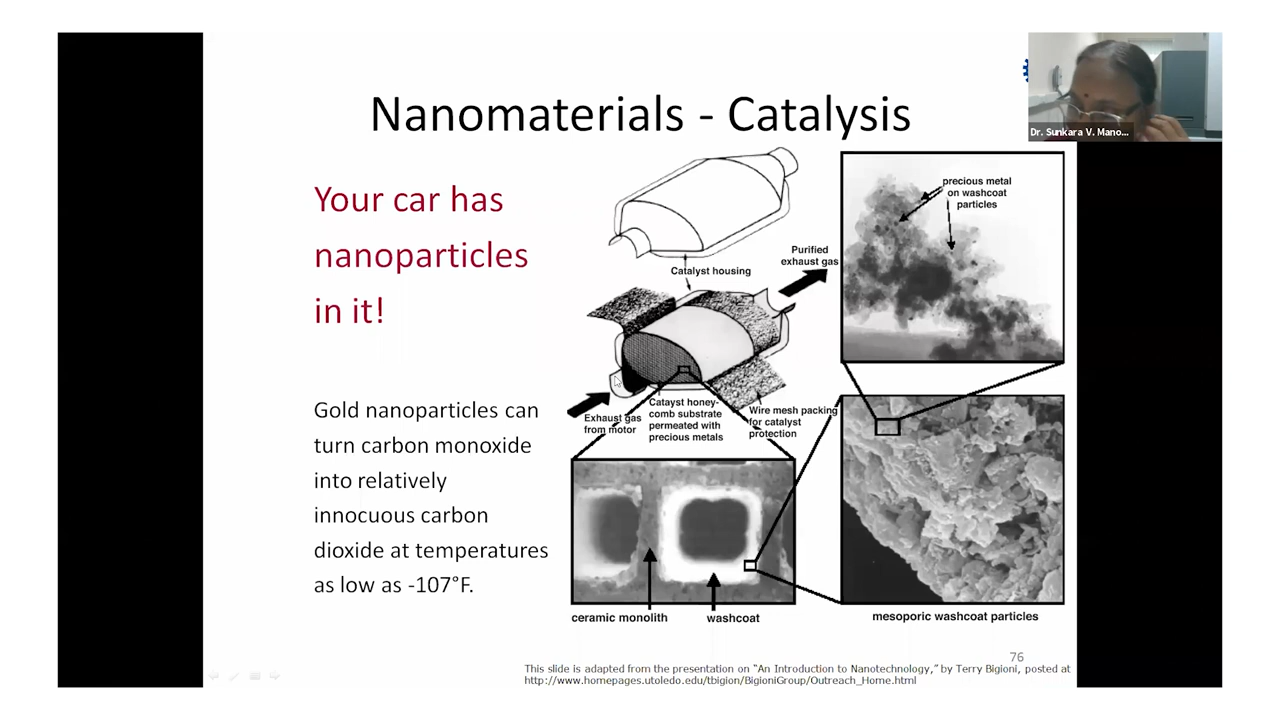 Nanomaterials - Catalysis
Dr. Sunkara V. Mano...
Your car has
nanoparticles
in it!
Gold nanoparticles can
turn carbon monoxide
into relatively
innocuous carbon
dioxide at temperatures
as low as -107°F.
Catalyst housing
Purified
exhaust gas
Exhaust gas
from motor
Catayst honey-
comb substrate
permeated with
precious metals
Wire mesh packing
for catalyst
protection
precious metal
on washcoat
particles
ceramic monolith
washcoat
mesoporic washcoat particles
76
This slide is adapted from the presentation on "An Introduction to Nanotechnology," by Terry Bigioni, posted at
http://www.homepages.utoledo.edu/tbigion/BigioniGroup/Outreach_Home.html